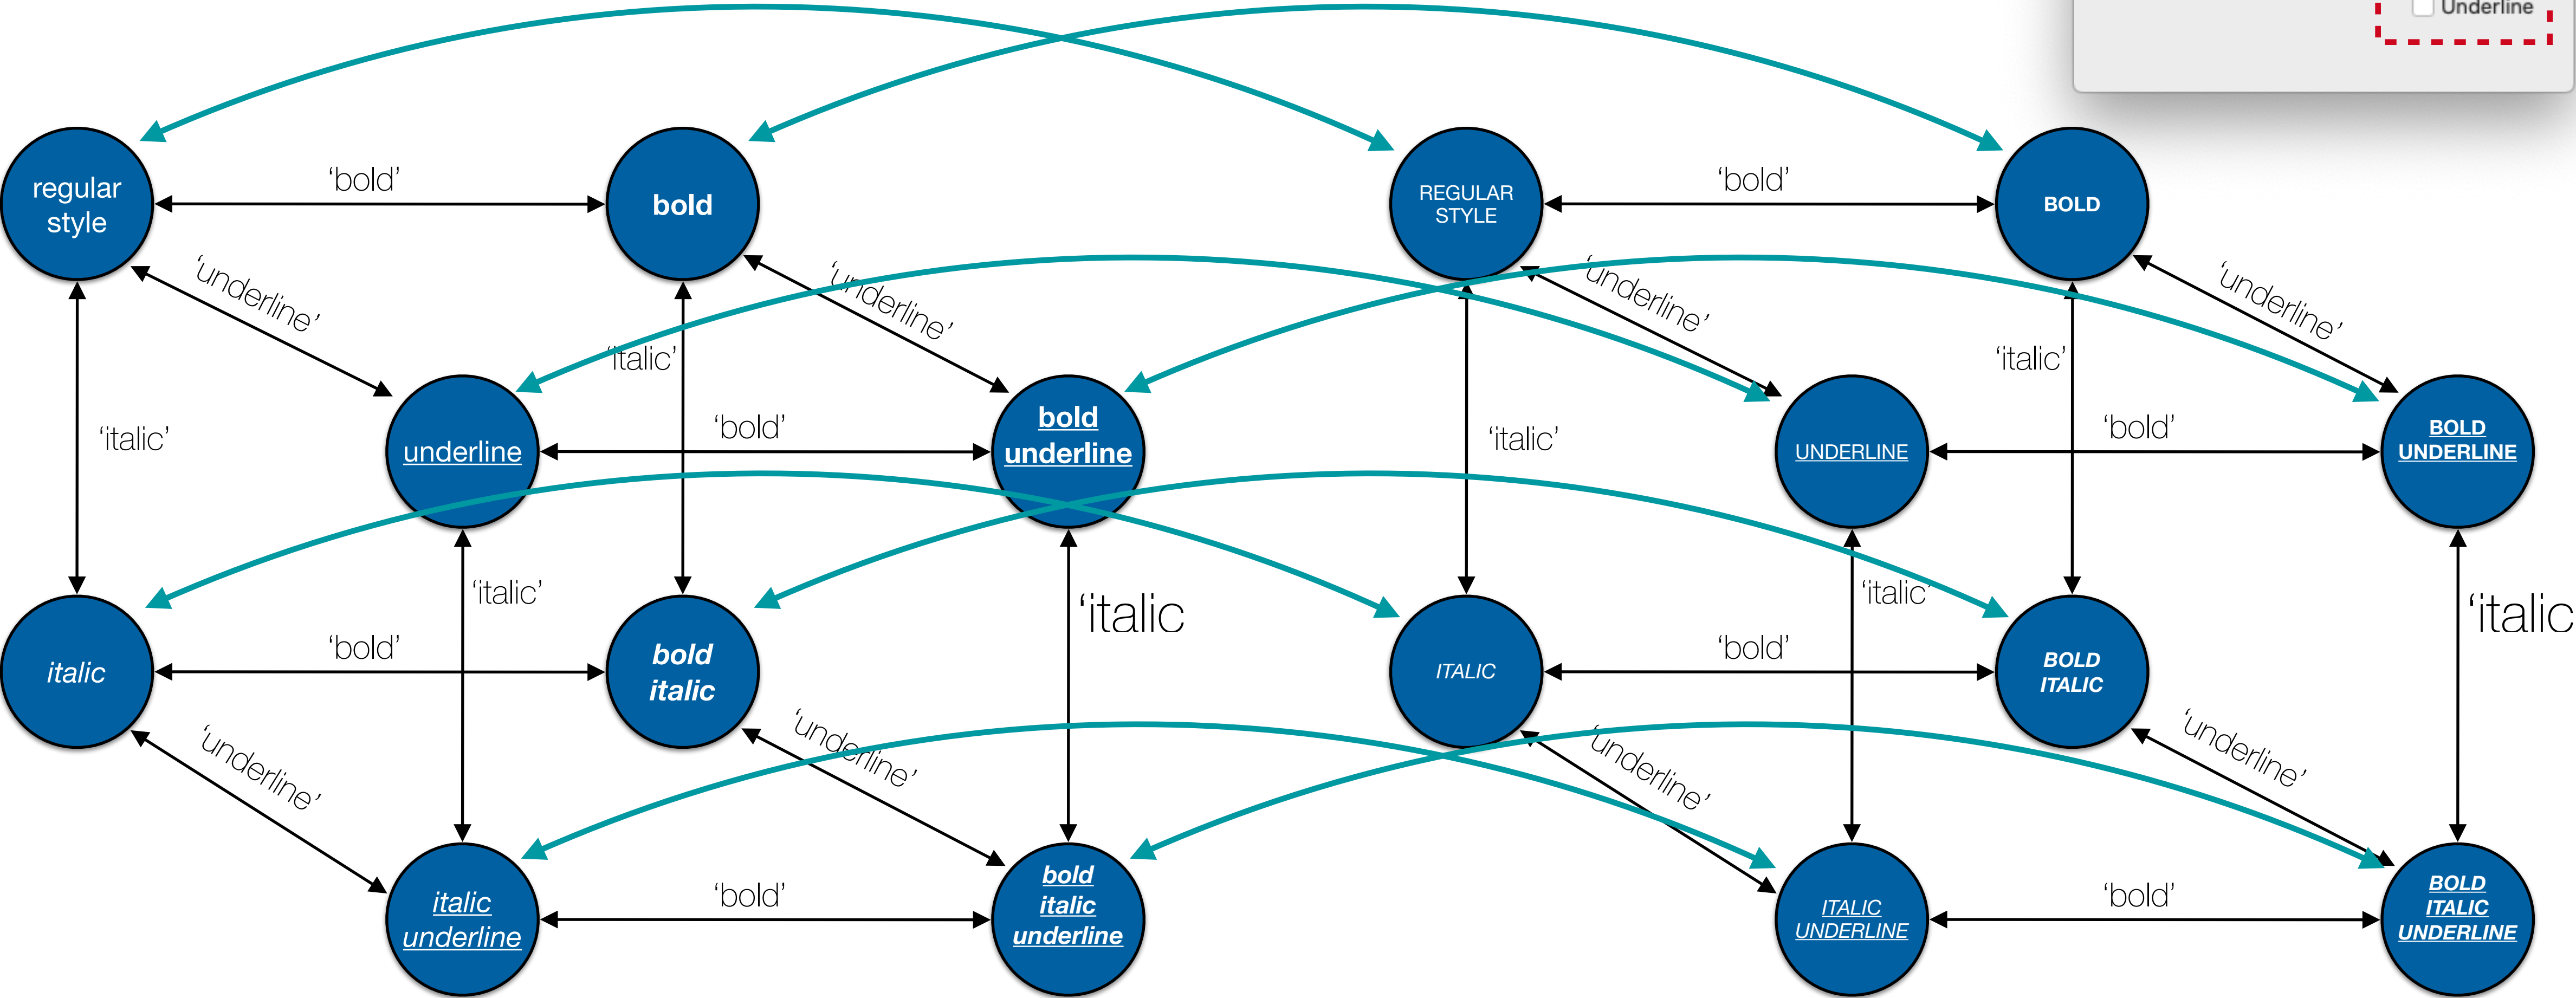 Underline
regular
style
‘bold’
bold
REGULAR
STYLE
‘bold’
BOLD
‘underline’
‘underline’
‘underline’
‘underline’
‘italic’
‘italic’
‘italic’
‘italic’
underline
‘bold’
bold
underline
UNDERLINE
‘bold’
BOLD
UNDERLINE
‘italic’
‘italic
‘italic’
‘italic
italic
‘bold’
bold
italic
ITALIC
‘bold’
BOLD
ITALIC
‘underline’
‘underline’
‘underline’
‘underline’
italic
underline
‘bold’
bold
italic
underline
ITALIC
UNDERLINE
‘bold’
BOLD
ITALIC
UNDERLINE